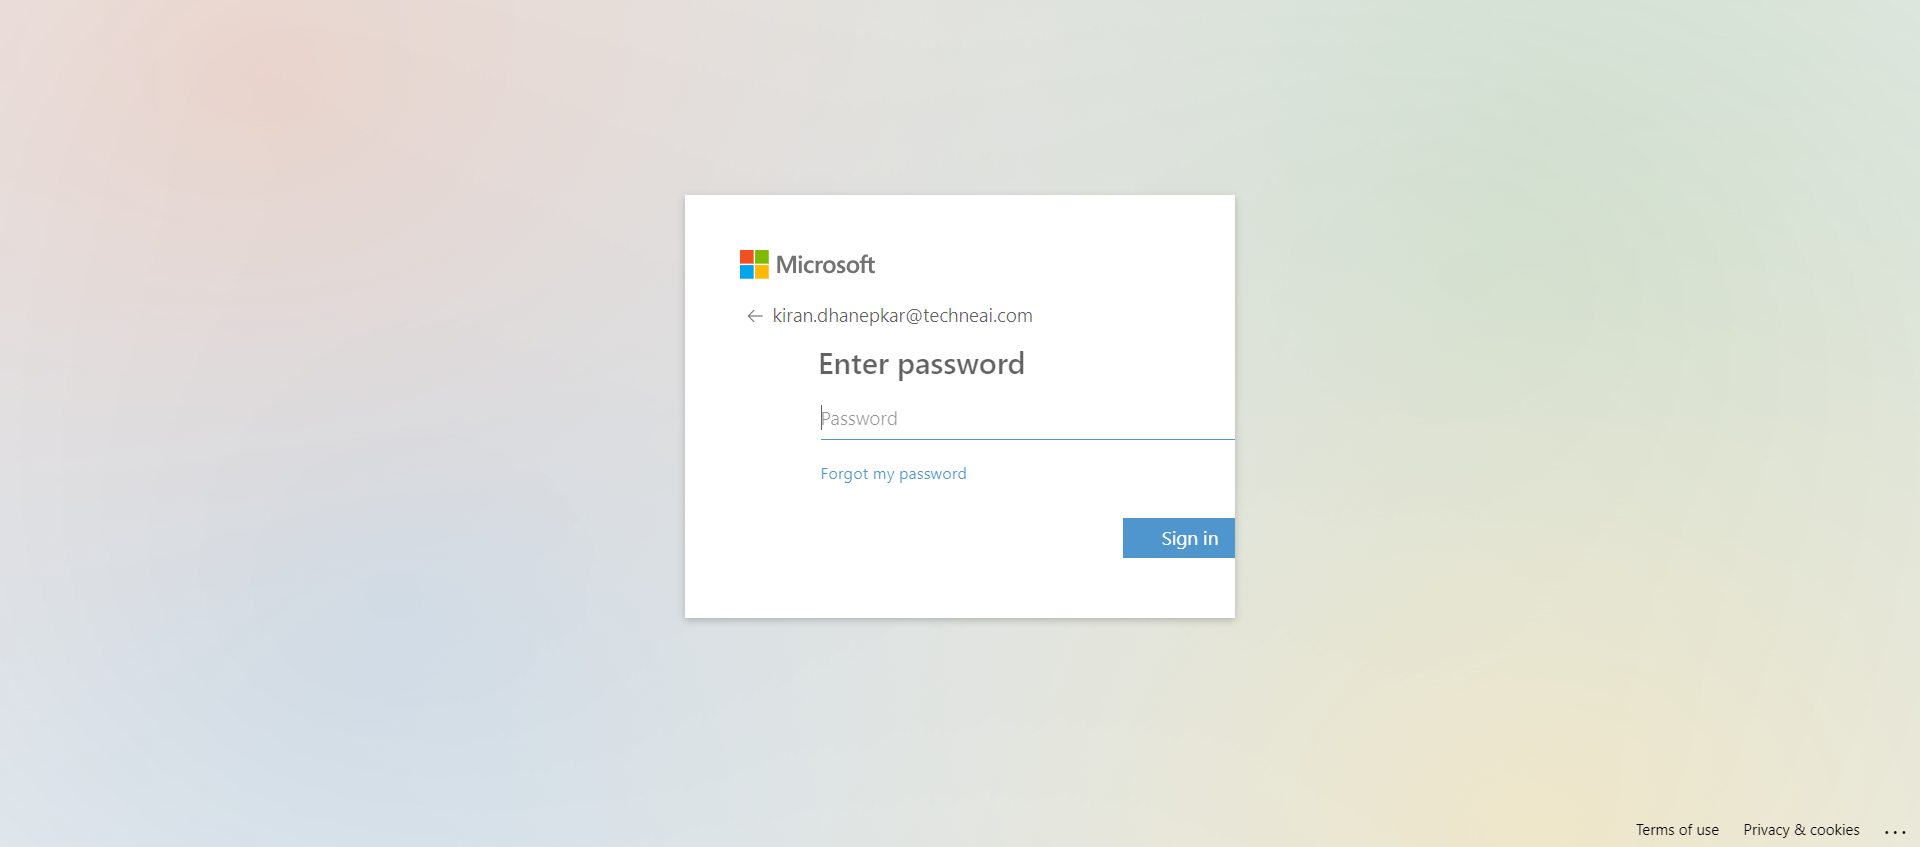 Microsoft
kiran.dhanepkar@techneai.com
Enter password
Password
Forgot my password
Sign in
Terms of use Privacy & cookies ...